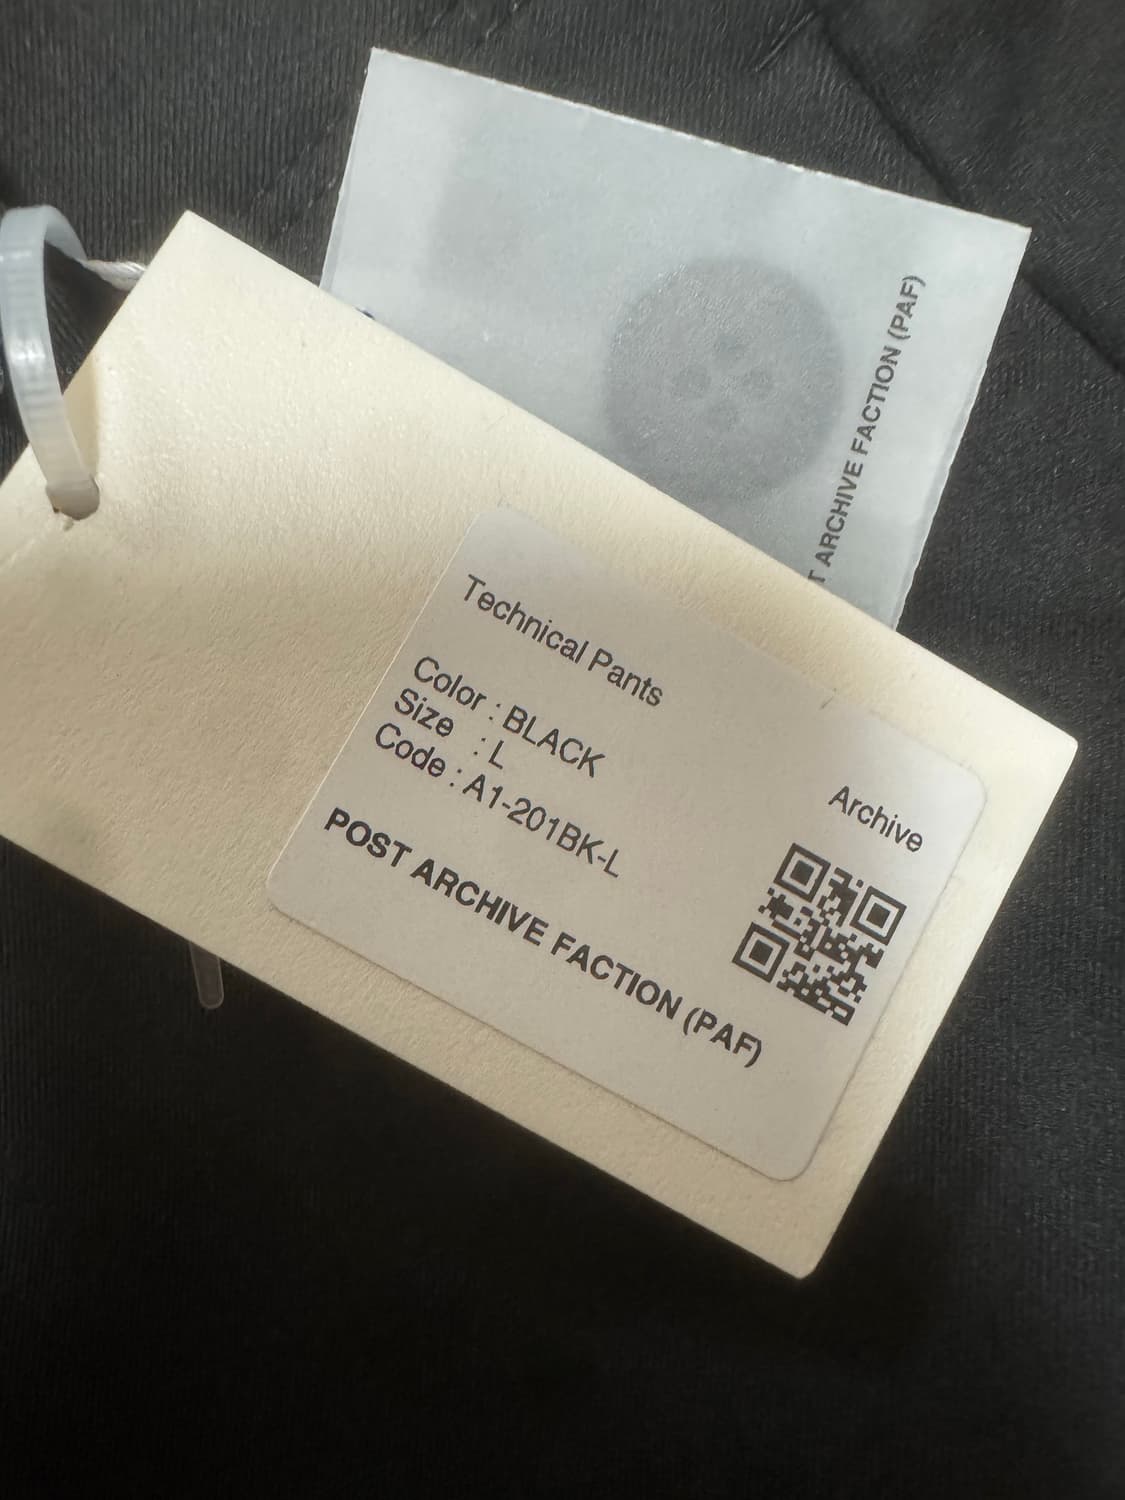 T ARCHIVE FACTION (PAF)
Technical Pants
Color : BLACK
Size : L
Code : A1-201BK-L
Archive
POST ARCHIVE FACTION (PAF)